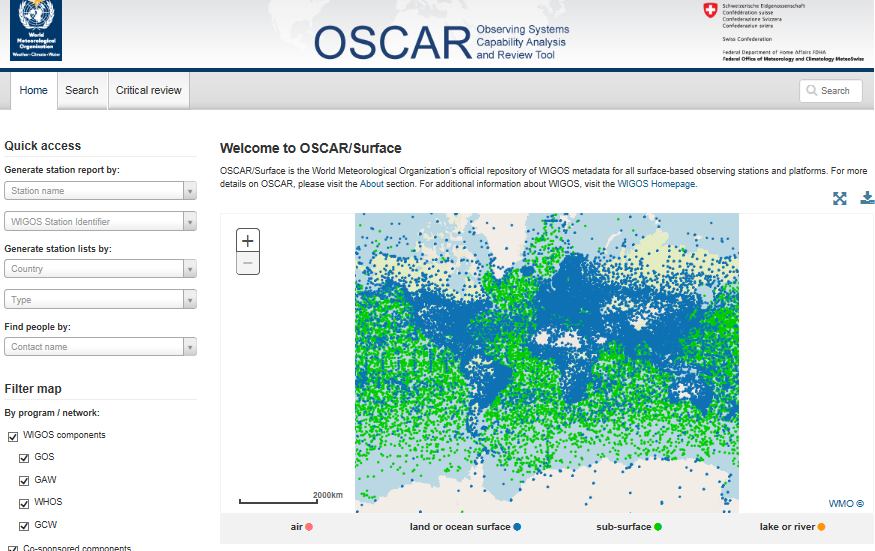 World
Meteorological
Organization
Weather • Climate • Water
OSCAR
Observing Systems
Capability Analysis
and Review Tool
Schweizerische Eidgenossenschaft
Confédération suisse
Confederazione Svizzera
Confederaziun svizra
Swiss Confederation
Federal Department of Home Affairs FDHA
Federal Office of Meteorology and Climatology MeteoSwiss
Home
Search
Critical review
Search
Quick access
Generate station report by:
Station name
WIGOS Station Identifier
Generate station lists by:
Country
Type
Find people by:
Contact name
Filter map
By program / network:
WIGOS components
GOS
GAW
WHOS
GCW
Co-sponsored components
Welcome to OSCAR/Surface
OSCAR/Surface is the World Meteorological Organization's official repository of WIGOS metadata for all surface-based observing stations and platforms. For more
details on OSCAR, please visit the About section. For additional information about WIGOS, visit the WIGOS Homepage.
+
−
2000km
WMO ©
air
land or ocean surface
sub-surface
lake or river